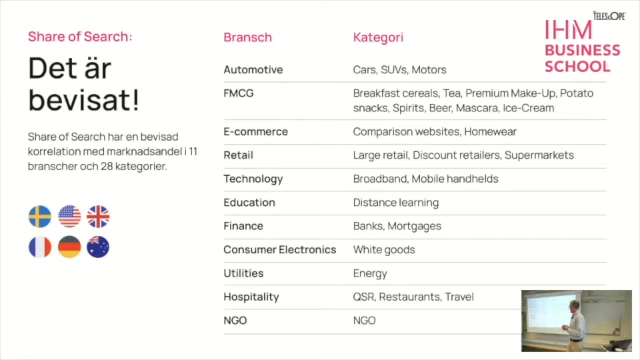 TELESCOPE
IHM
BUSINESS
SCHOOL
Share of Search:
Det är
bevisat!
Share of Search har en bevisad
korrelation med marknadsandel i 11
branscher och 28 kategorier.
Bransch Kategori
Automotive Cars, SUVs, Motors
FMCG Breakfast cereals, Tea, Premium Make-Up, Potato
snacks, Spirits, Beer, Mascara, Ice-Cream
E-commerce Comparison websites, Homewear
Retail Large retail, Discount retailers, Supermarkets
Technology Broadband, Mobile handhelds
Education Distance learning
Finance Banks, Mortgages
Consumer Electronics White goods
Utilities Energy
Hospitality QSR, Restaurants, Travel
NGO NGO